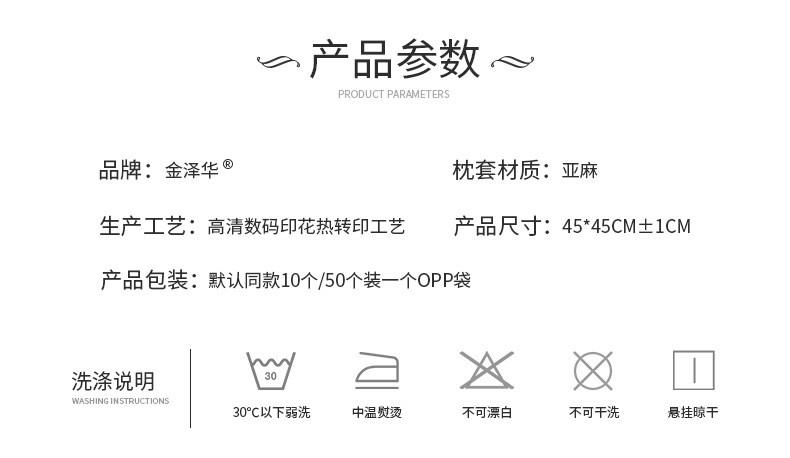 产品参数
PRODUCT PARAMETERS
品牌：金泽华®
枕套材质：亚麻
生产工艺：高清数码印花热转印工艺
产品尺寸：45*45CM±1CM
产品包装：默认同款10个/50个装一个OPP袋
洗涤说明
WASHING INSTRUCTIONS
30
30℃以下弱洗
中温熨烫
不可漂白
不可干洗
悬挂晾干